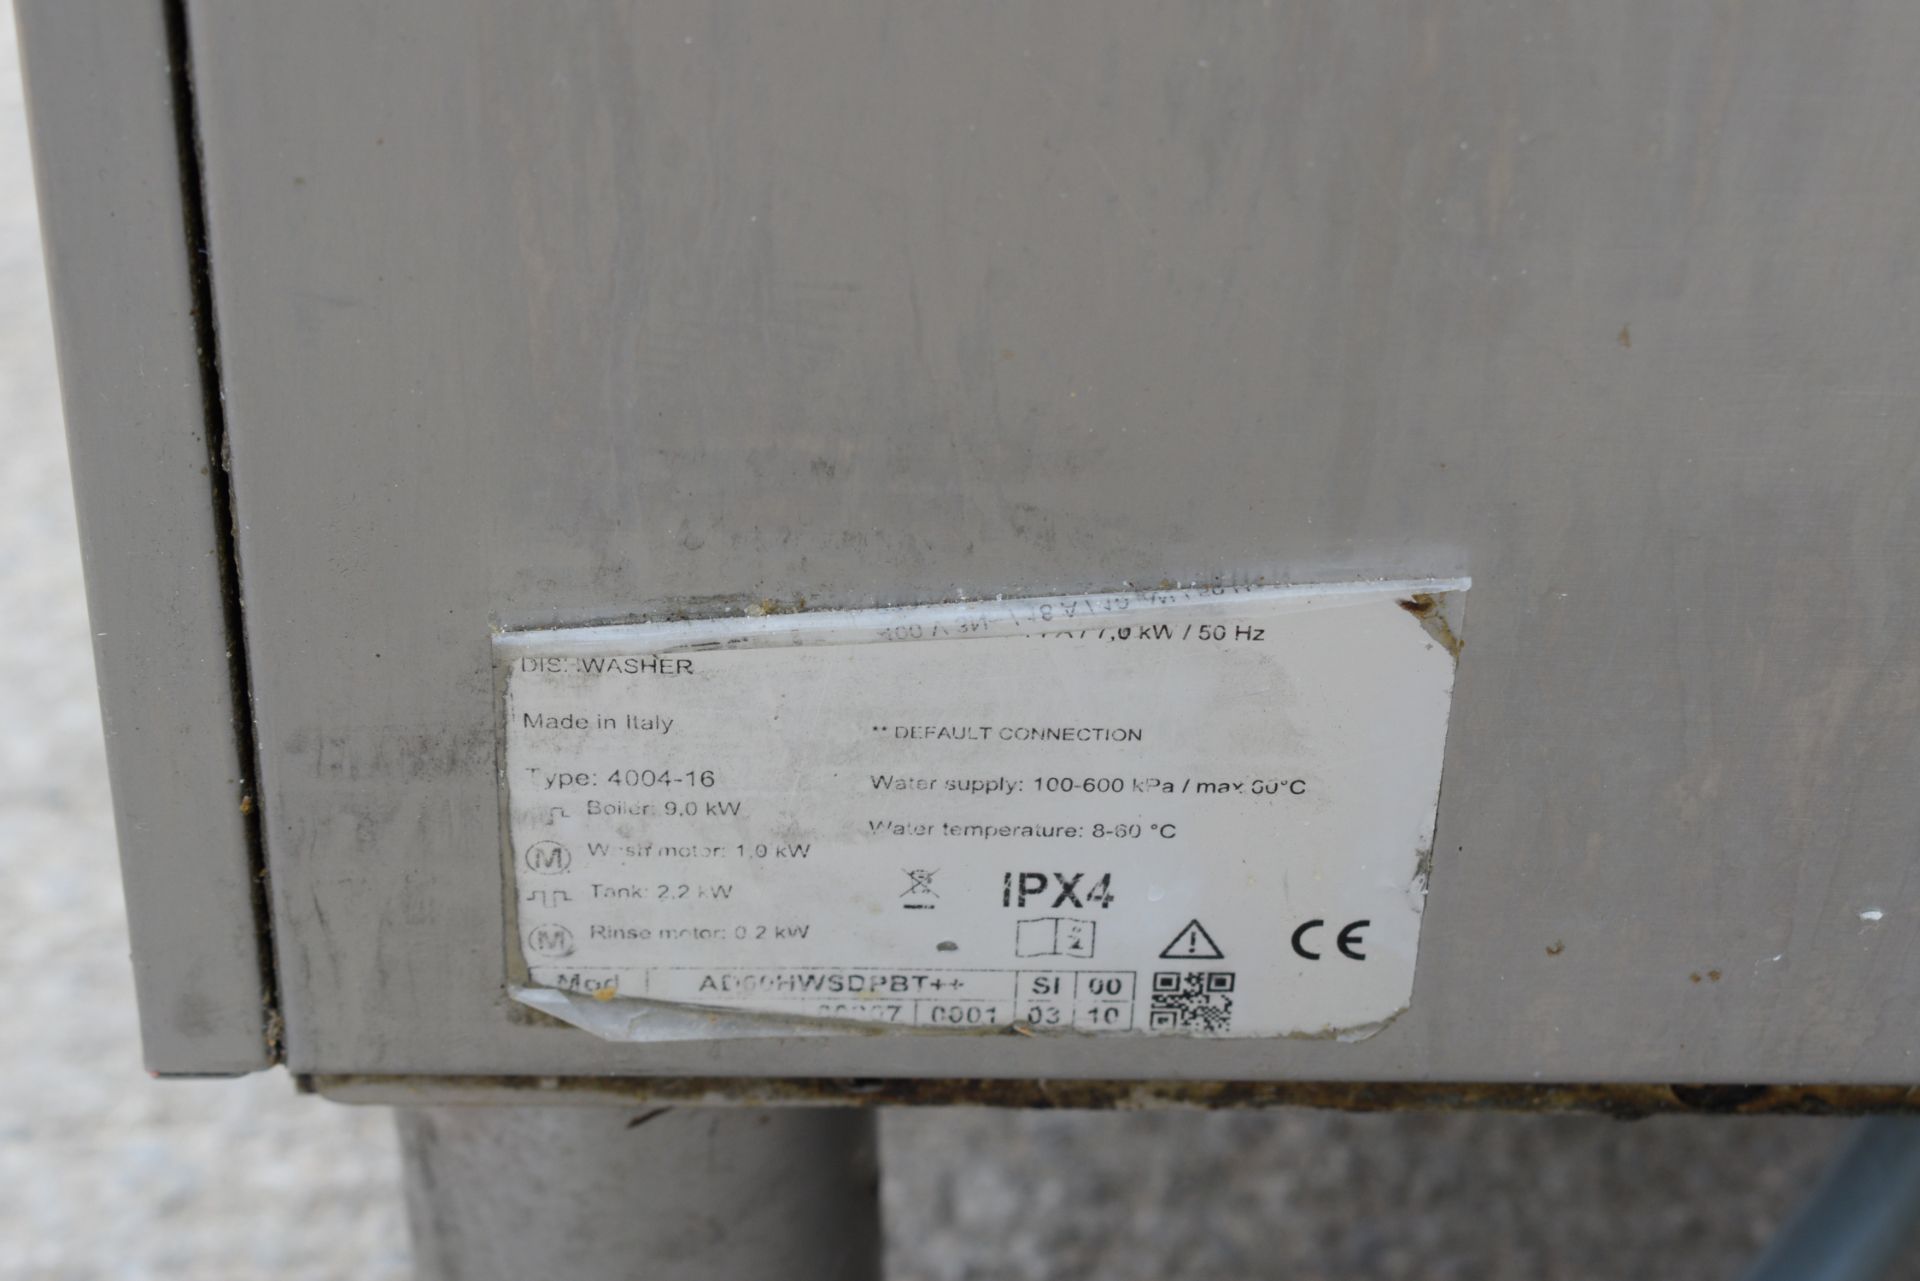 7,0 kW / 50 Hz
DISHWASHER
Made in Italy
** DEFAULT CONNECTION
Type: 4004-16
Water supply: 100-600 kPa / max 60°C
Boiler: 9,0 kW
Water temperature: 8-60 °C
M Wash motor: 1,0 kW
Tank: 2,2 kW
IPX4
M Rinse motor: 0.2 kW
CE
Mod SI 00
0001 03 10